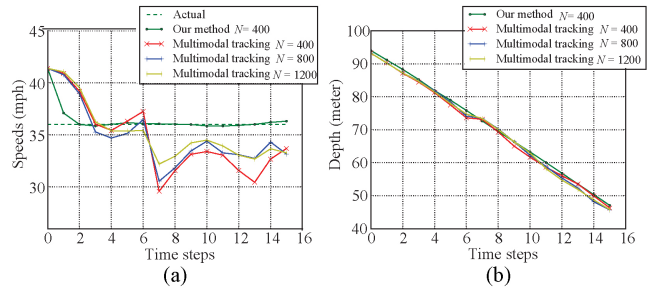 Actual
Our method N= 400
Multimodal tracking N = 400
Multimodal tracking N = 800
Multimodal tracking N = 1200
45
40
35
30
Speeds (mph)
0 2 4 6 8 10 12 14 16
Time steps
(a)
Our method N = 400
Multimodal tracking N = 400
Multimodal tracking N = 800
Multimodal tracking N = 1200
100
90
80
70
60
50
40
Depth (meter)
0 2 4 6 8 10 12 14 16
Time steps
(b)